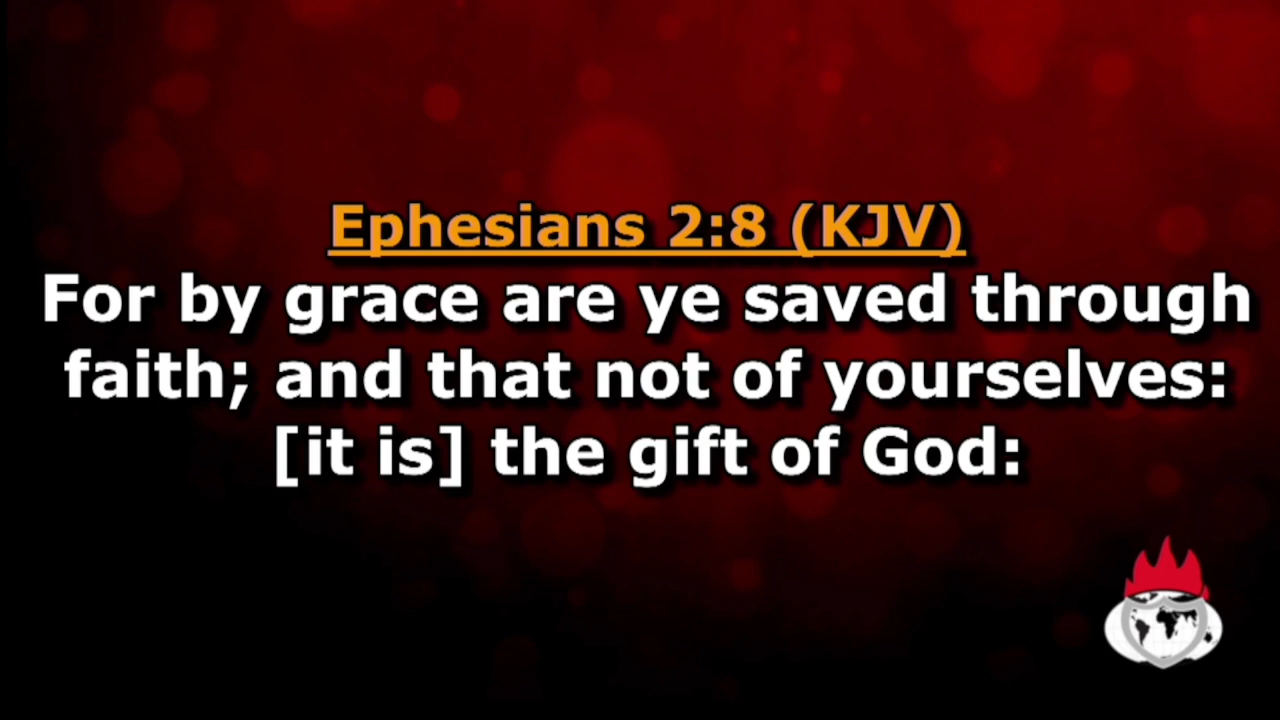 Ephesians 2:8 (KJV)
For by grace are ye saved through
faith; and that not of yourselves:
[it is] the gift of God: